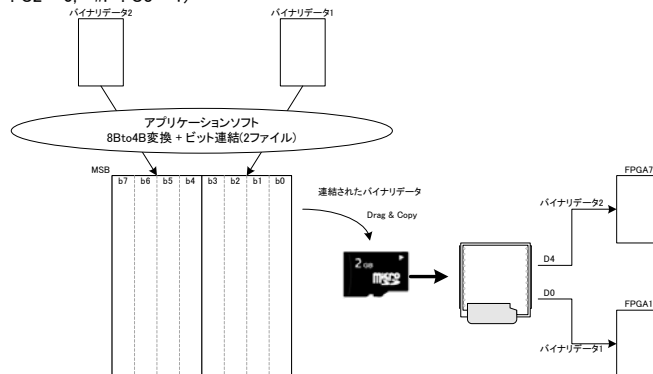 バイナリデータ2
バイナリデータ1
アプリケーションソフト
8Bto4B変換 + ビット連結(2ファイル)
MSB
b7 b6 b5 b4 b3 b2 b1 b0
連結されたバイナリデータ
Drag & Copy
2 GB
micro
バイナリデータ2
D4
D0
バイナリデータ1
FPGA7
FPGA1